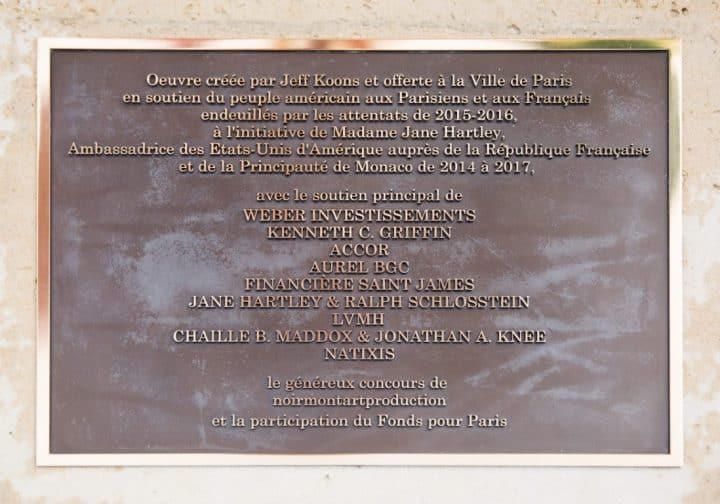 Oeuvre créée par Jeff Koons et offerte à la Ville de Paris
en soutien du peuple américain aux Parisiens et aux Français
endeuillés par les attentats de 2015-2016,
à l'initiative de Madame Jane Hartley,
Ambassadrice des Etats-Unis d'Amérique auprès de la République Française
et de la Principauté de Monaco de 2014 à 2017,
avec le soutien principal de
WEBER INVESTISSEMENTS
KENNETH C. GRIFFIN
ACCOR
AUREL BGC
FINANCIÈRE SAINT JAMES
JANE HARTLEY & RALPH SCHLOSSTEIN
LVMH
CHAILLE B. MADDOX & JONATHAN A. KNEE
NATIXIS
le généreux concours de
noirmontartproduction
et la participation du Fonds pour Paris